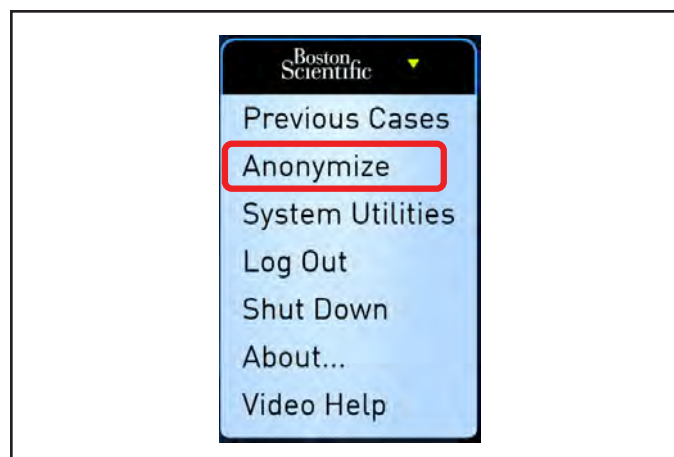 Boston
Scientific
Previous Cases
Anonymize
System Utilities
Log Out
Shut Down
About...
Video Help